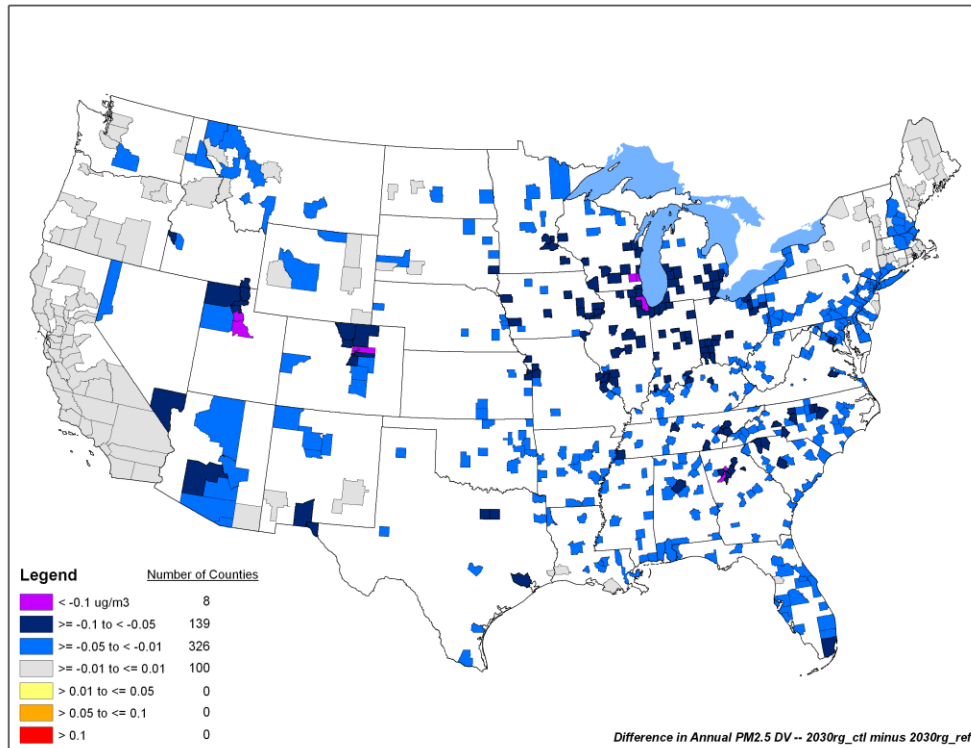 Legend Number of Counties
< -0.1 ug/m3 8
>= -0.1 to < -0.05 139
>= -0.05 to < -0.01 326
>= -0.01 to <= 0.01 100
> 0.01 to <= 0.05 0
> 0.05 to <= 0.1 0
> 0.1 0
Difference in Annual PM2.5 DV -- 2030rg_ctl minus 2030rg_ref